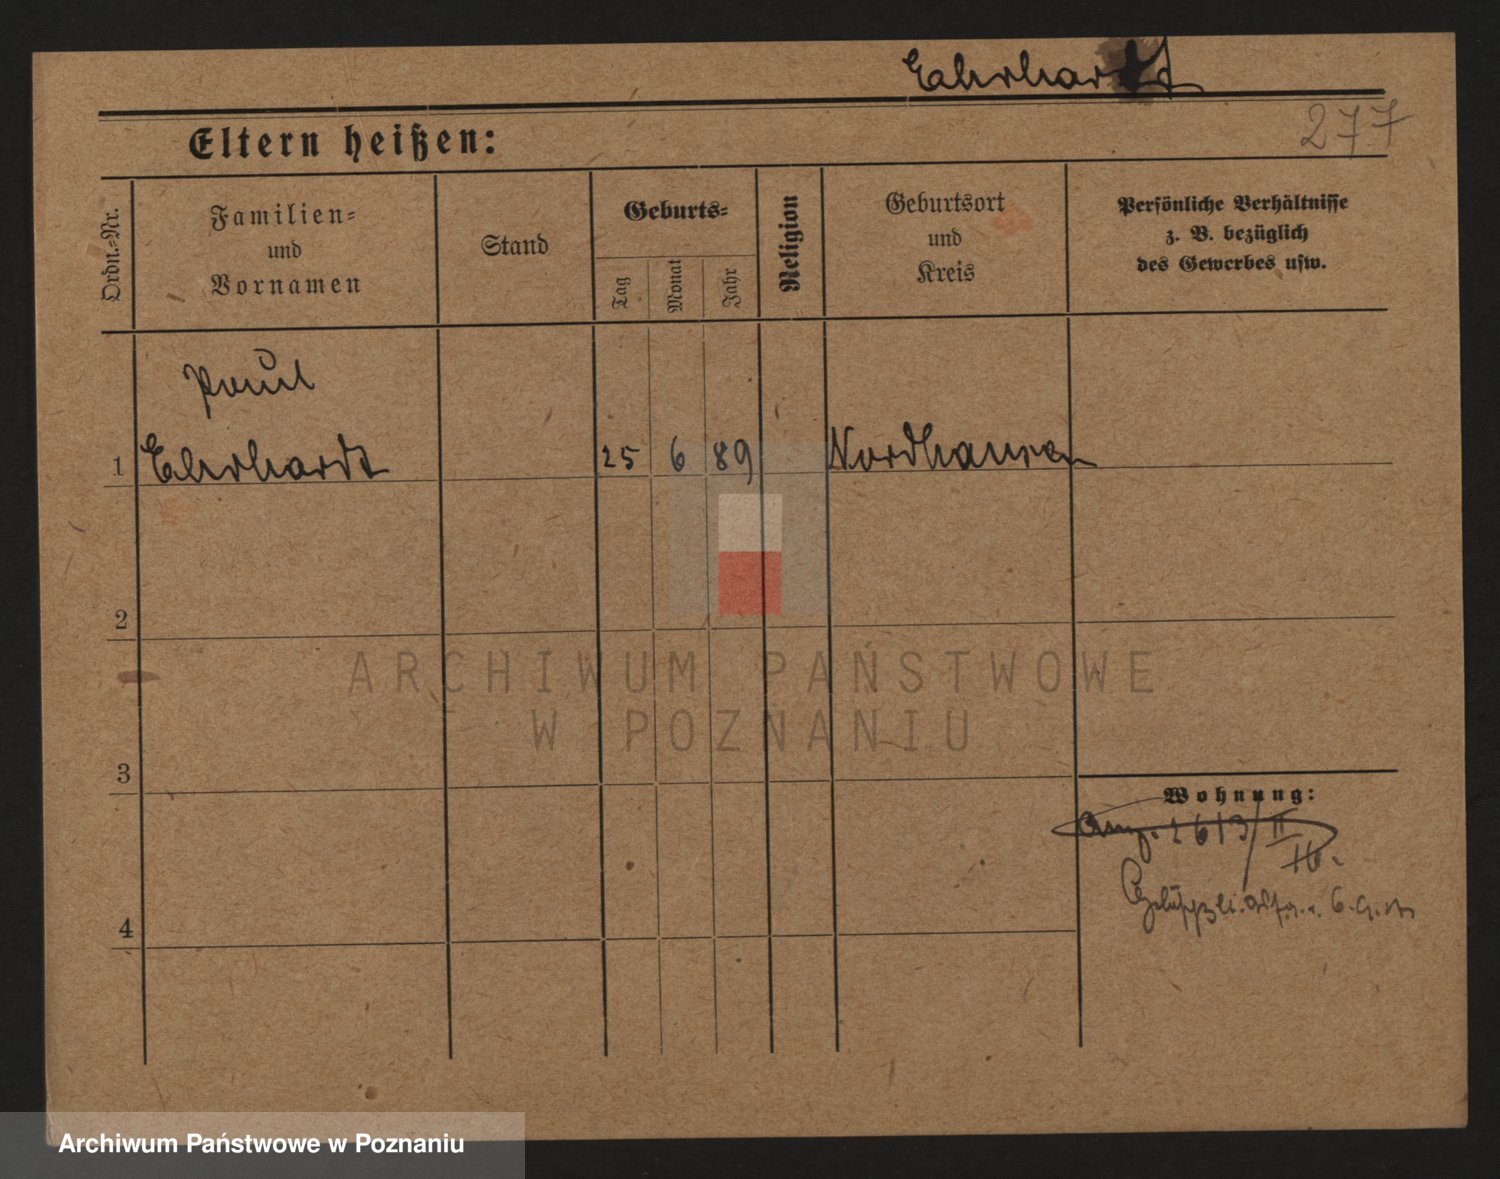 Ehrhardt
277
Eltern heißen:
Ordn.=Nr.
Familien=
und
Vornamen
Stand
Geburts=
Tag
Monat
Jahr
Religion
Geburtsort
und
Kreis
Persönliche Verhältnisse
z. B. bezüglich
des Gewerbes usw.
Paul
1 Ehrhardt 25 6 89 Nordhausen
2
ARCHIWUM PAŃSTWOWE
W POZNANIU
3
Wohnung:
2613/II
4
Archiwum Państwowe w Poznaniu